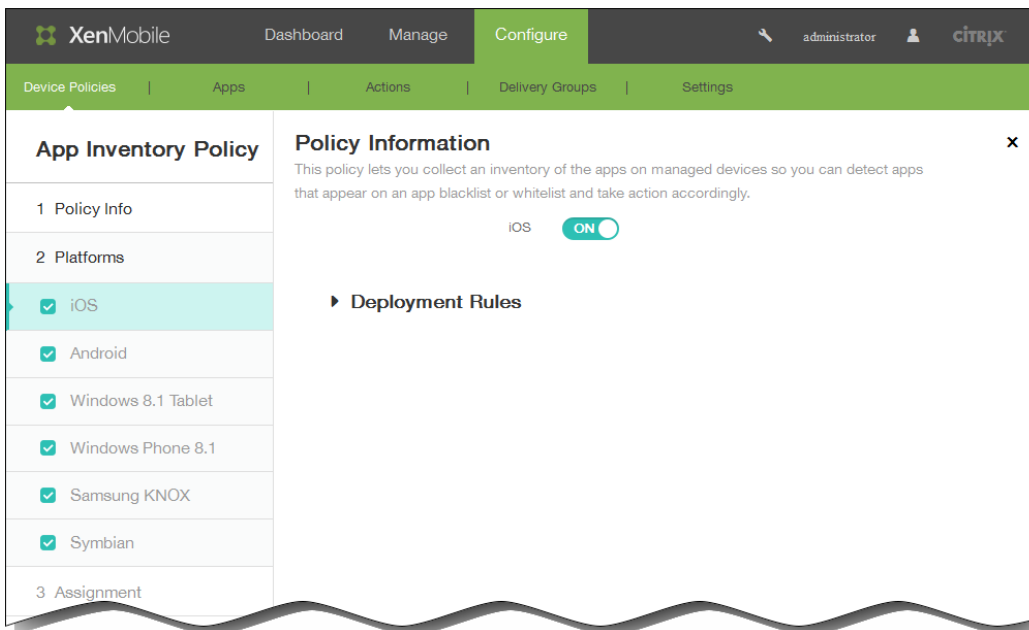 XenMobile Dashboard Manage Configure administrator CITRIX
Device Policies | Apps | Actions | Delivery Groups | Settings
App Inventory Policy
1 Policy Info
2 Platforms
iOS
Android
Windows 8.1 Tablet
Windows Phone 8.1
Samsung KNOX
Symbian
3 Assignment
Policy Information
This policy lets you collect an inventory of the apps on managed devices so you can detect apps
that appear on an app blacklist or whitelist and take action accordingly.
iOS ON
Deployment Rules